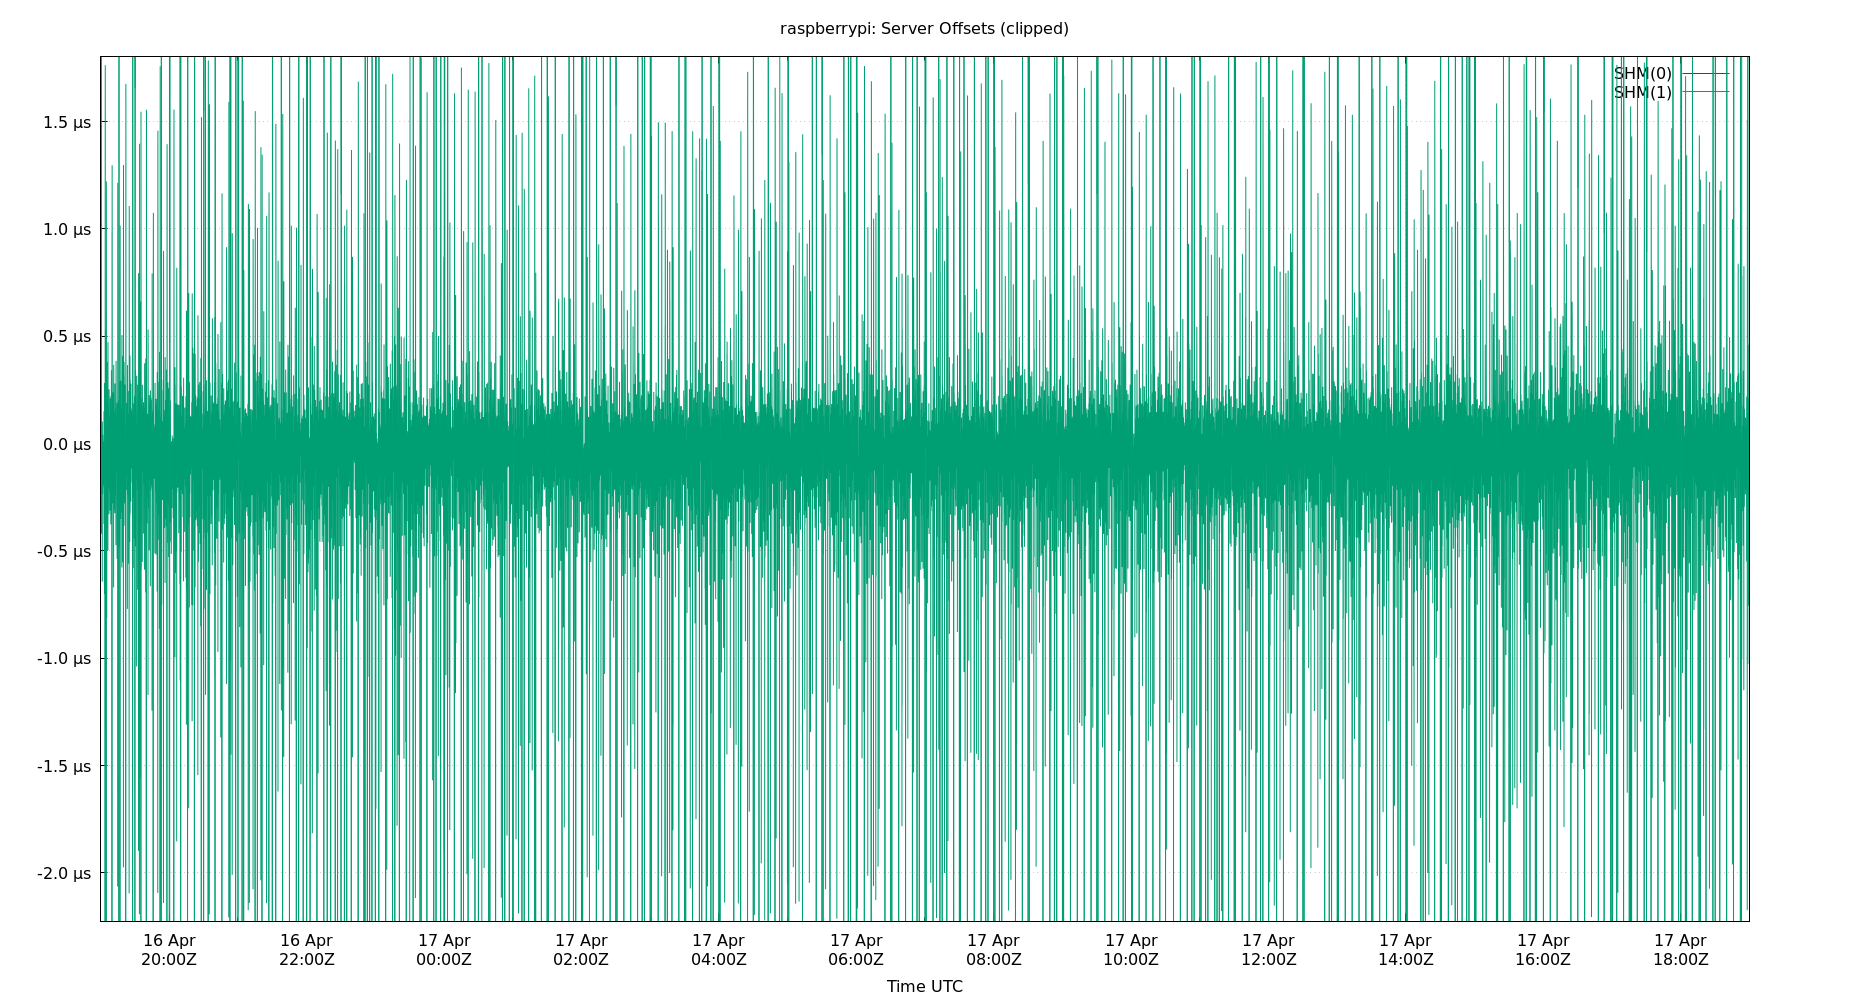 raspberrypi: Server Offsets (clipped)
SHM(0)
SHM(1)
1.5 µs
1.0 µs
0.5 µs
0.0 µs
-0.5 µs
-1.0 µs
-1.5 µs
-2.0 µs
16 Apr 16 Apr 17 Apr 17 Apr 17 Apr 17 Apr 17 Apr 17 Apr 17 Apr 17 Apr 17 Apr 17 Apr
20:00Z 22:00Z 00:00Z 02:00Z 04:00Z 06:00Z 08:00Z 10:00Z 12:00Z 14:00Z 16:00Z 18:00Z
Time UTC